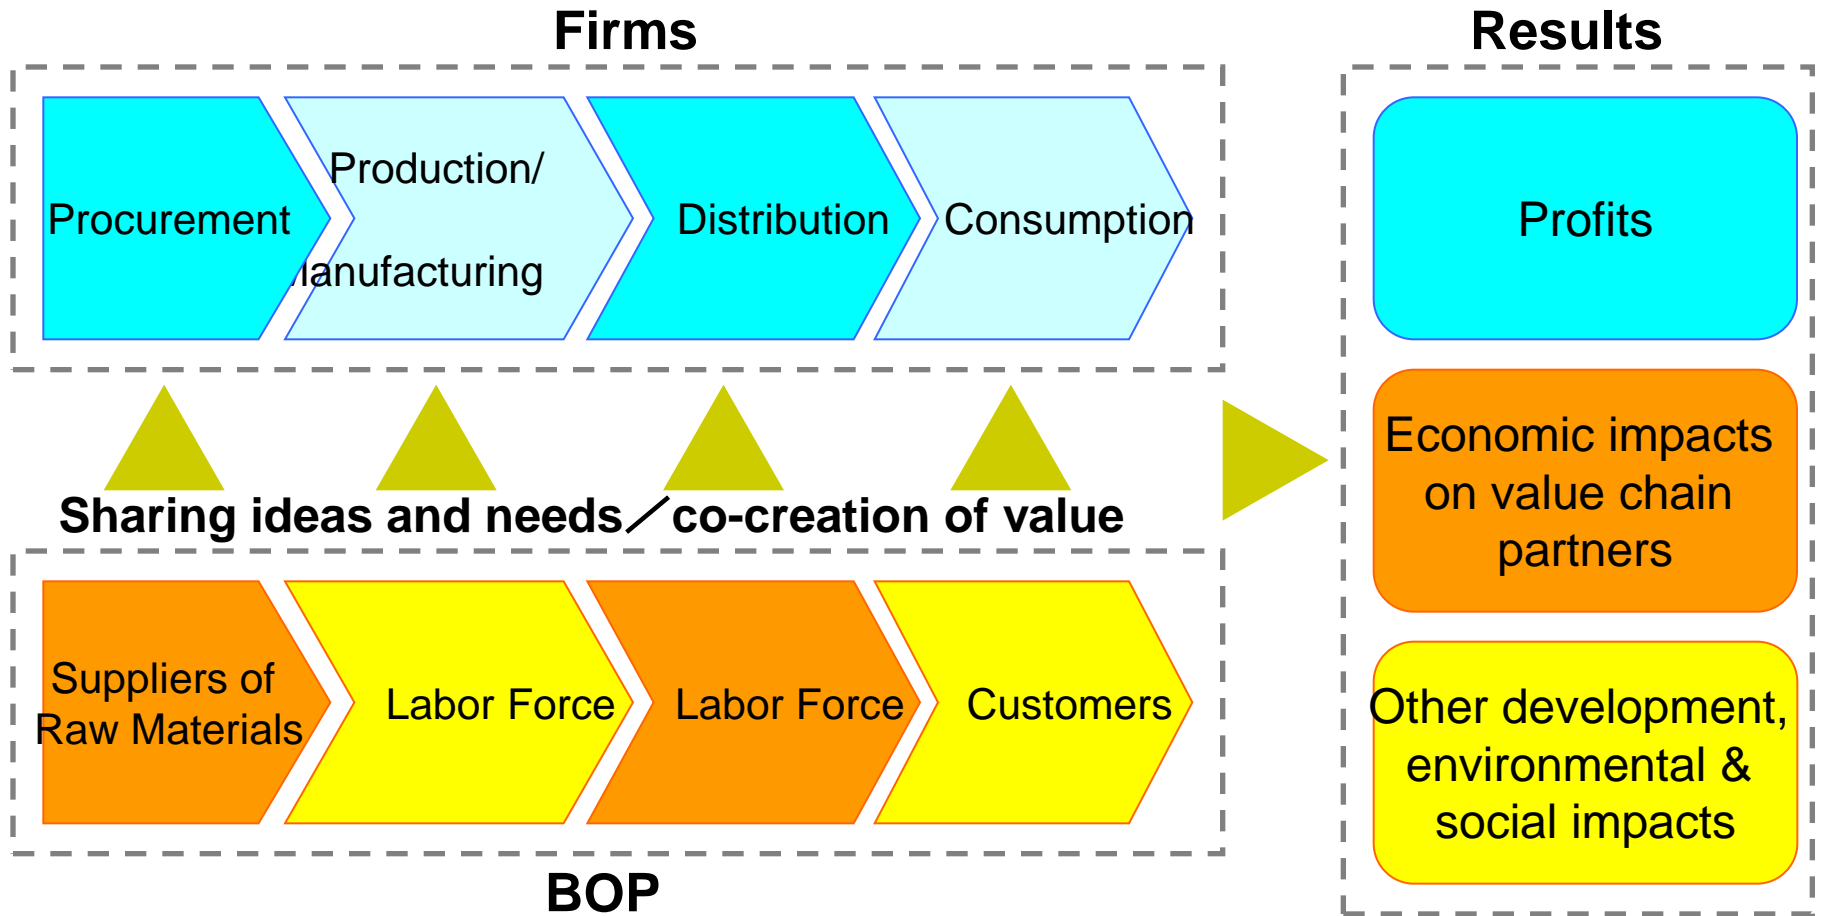 Firms
Results
Procurement
Production/
Manufacturing
Distribution
Consumption
Profits
Economic impacts
on value chain
partners
Sharing ideas and needs／co-creation of value
Suppliers of
Raw Materials
Labor Force
Labor Force
Customers
Other development,
environmental &
social impacts
BOP